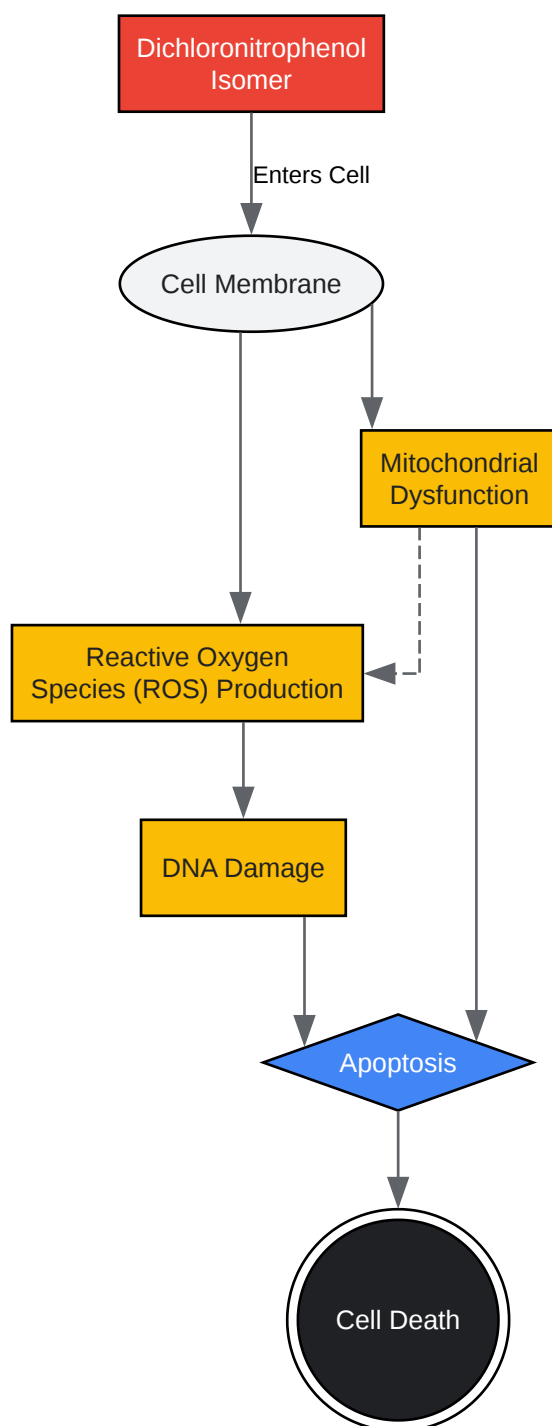 Dichloronitrophenol
Isomer
Enters Cell
Cell Membrane
Mitochondrial
Dysfunction
Reactive Oxygen
Species (ROS) Production
DNA Damage
Apoptosis
Cell Death